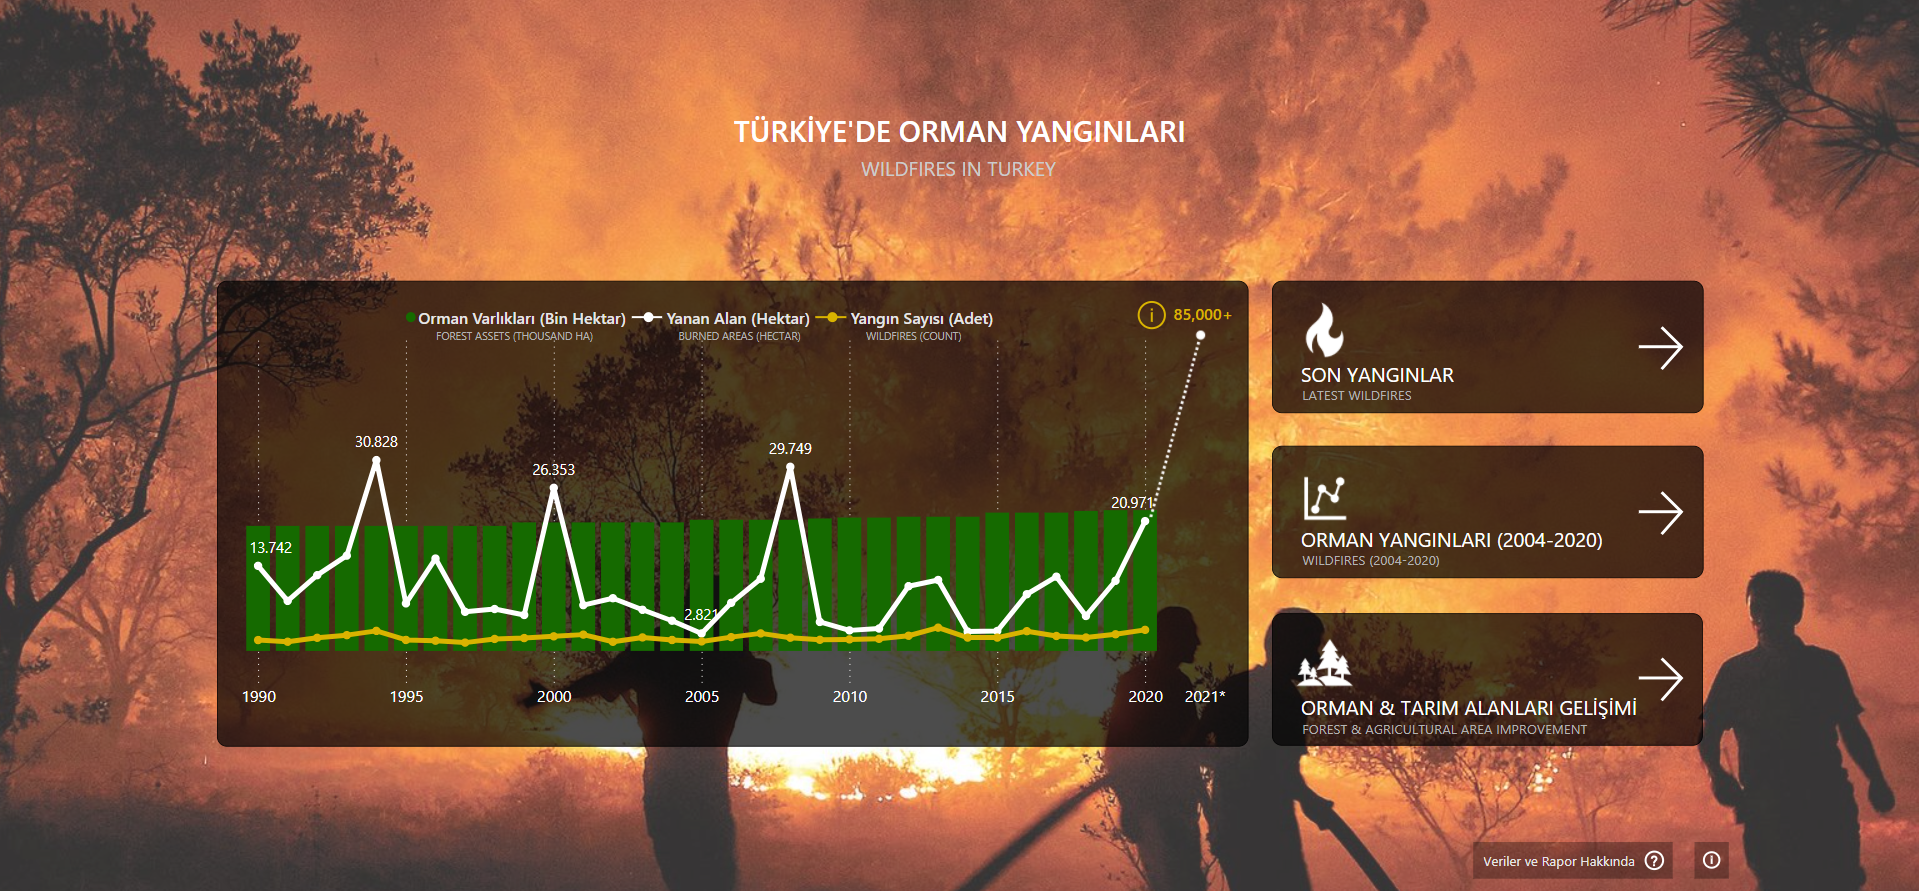 TÜRKİYE'DE ORMAN YANGINLARI
WILDFIRES IN TURKEY
Orman Varlıkları (Bin Hektar) Yanan Alan (Hektar) Yangın Sayısı (Adet)
FOREST ASSETS (THOUSAND HA) BURNED AREAS (HECTAR) WILDFIRES (COUNT)
85,000+
30.828
29.749
26.353
20.971
13.742
2.821
1990 1995 2000 2005 2010 2015 2020 2021*
SON YANGINLAR
LATEST WILDFIRES
ORMAN YANGINLARI (2004-2020)
WILDFIRES (2004-2020)
ORMAN & TARIM ALANLARI GELİŞİMİ
FOREST & AGRICULTURAL AREA IMPROVEMENT
Veriler ve Rapor Hakkında